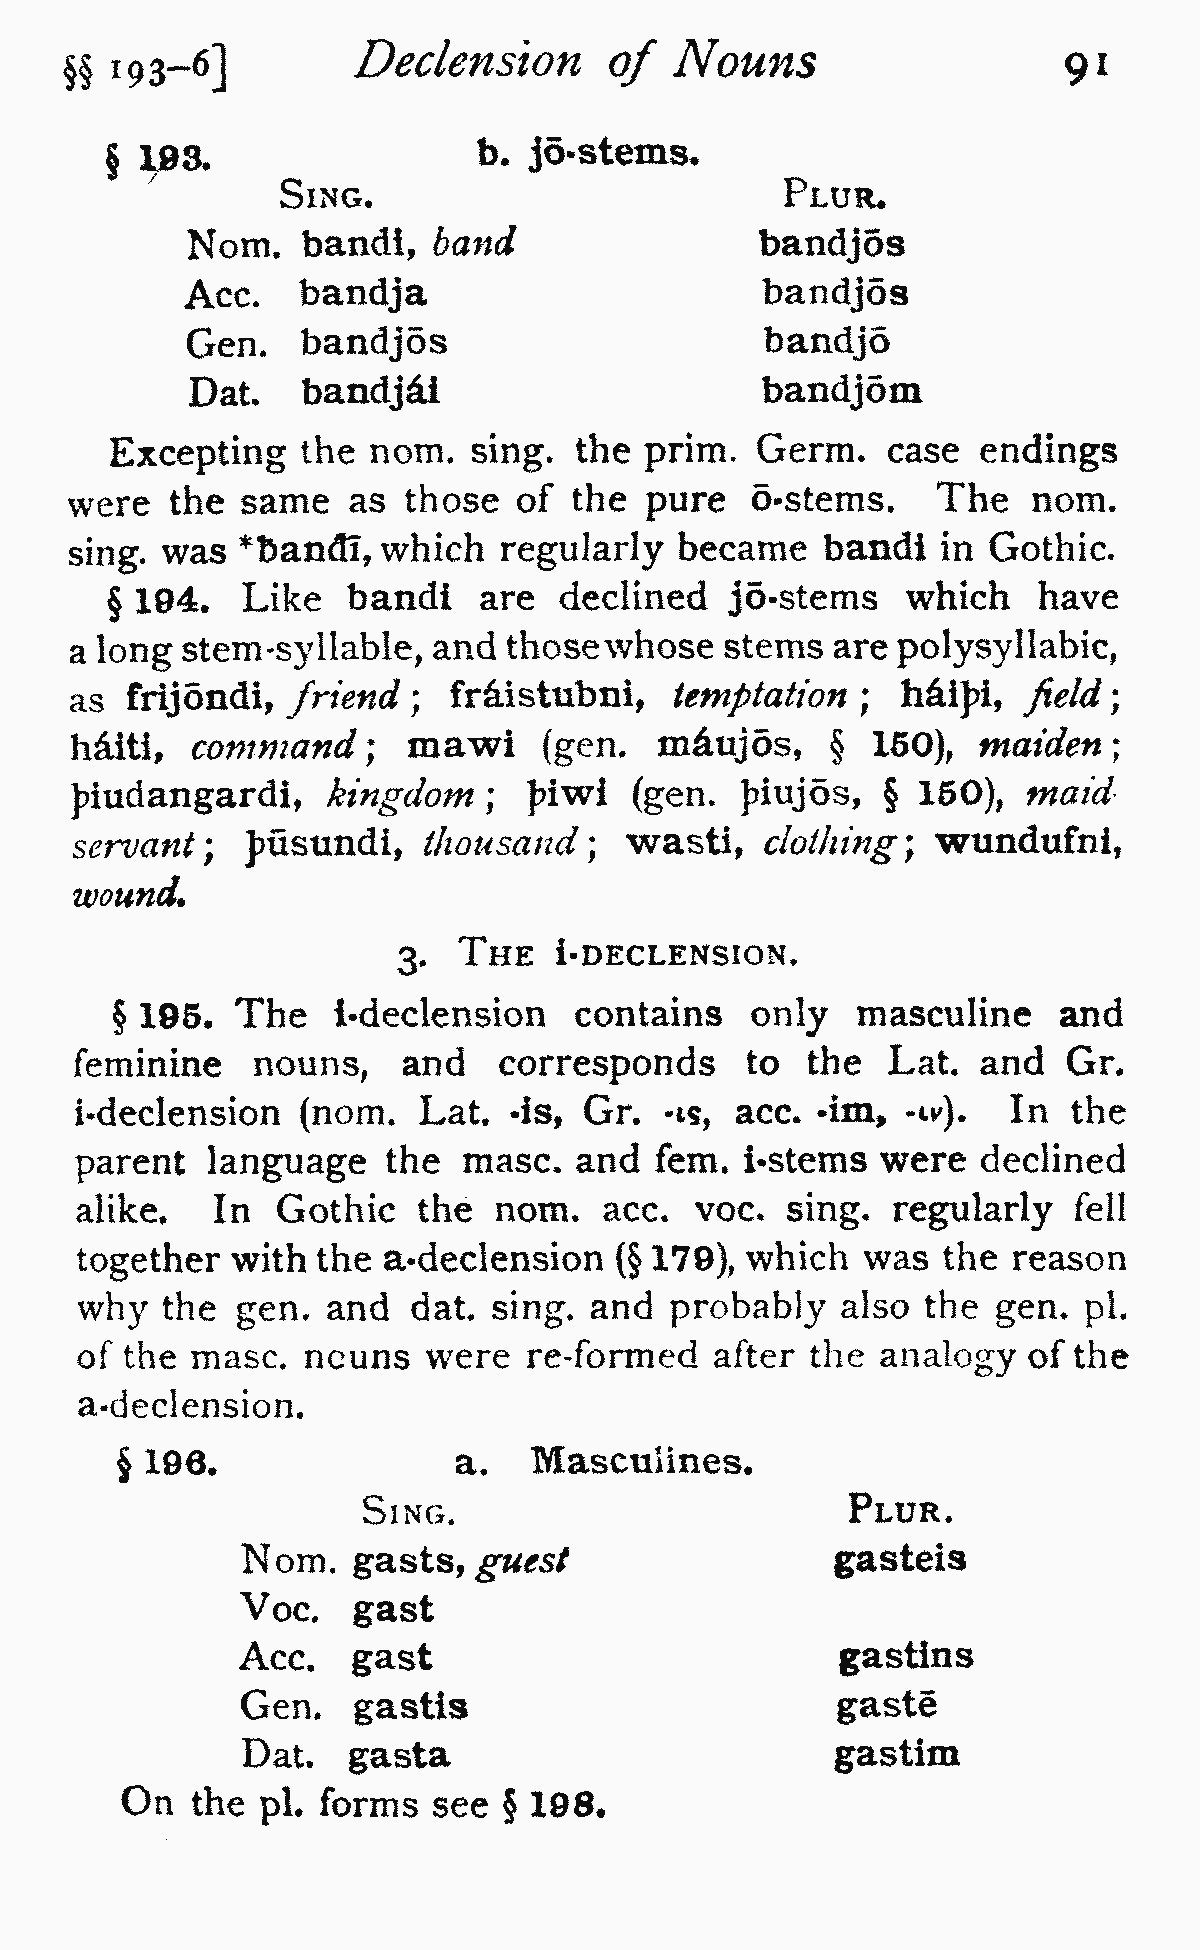 §§ 193–6] Declension of Nouns 91
§ 193. b. jō-stems.
SING. PLUR.
Nom. bandi, band bandjōs
Acc. bandja bandjōs
Gen. bandjōs bandjō
Dat. bandjái bandjōm
Excepting the nom. sing. the prim. Germ. case endings
were the same as those of the pure ō-stems. The nom.
sing. was *ƀanđī, which regularly became bandi in Gothic.
§ 194. Like bandi are declined jō-stems which have
a long stem-syllable, and those whose stems are polysyllabic,
as frijōndi, friend; fráistubni, temptation; háiþi, field;
háiti, command; mawi (gen. máujōs, § 150), maiden;
þiudangardi, kingdom; þiwi (gen. þiujōs, § 150), maid-
servant; þūsundi, thousand; wasti, clothing; wundufni,
wound.
3. THE i-DECLENSION.
§ 195. The i-declension contains only masculine and
feminine nouns, and corresponds to the Lat. and Gr.
i-declension (nom. Lat. -is, Gr. -ις, acc. -im, -ιν). In the
parent language the masc. and fem. i-stems were declined
alike. In Gothic the nom. acc. voc. sing. regularly fell
together with the a-declension (§ 179), which was the reason
why the gen. and dat. sing. and probably also the gen. pl.
of the masc. nouns were re-formed after the analogy of the
a-declension.
§ 196. a. Masculines.
SING. PLUR.
Nom. gasts, guest gasteis
Voc. gast
Acc. gast gastins
Gen. gastis gastē
Dat. gasta gastim
On the pl. forms see § 198.